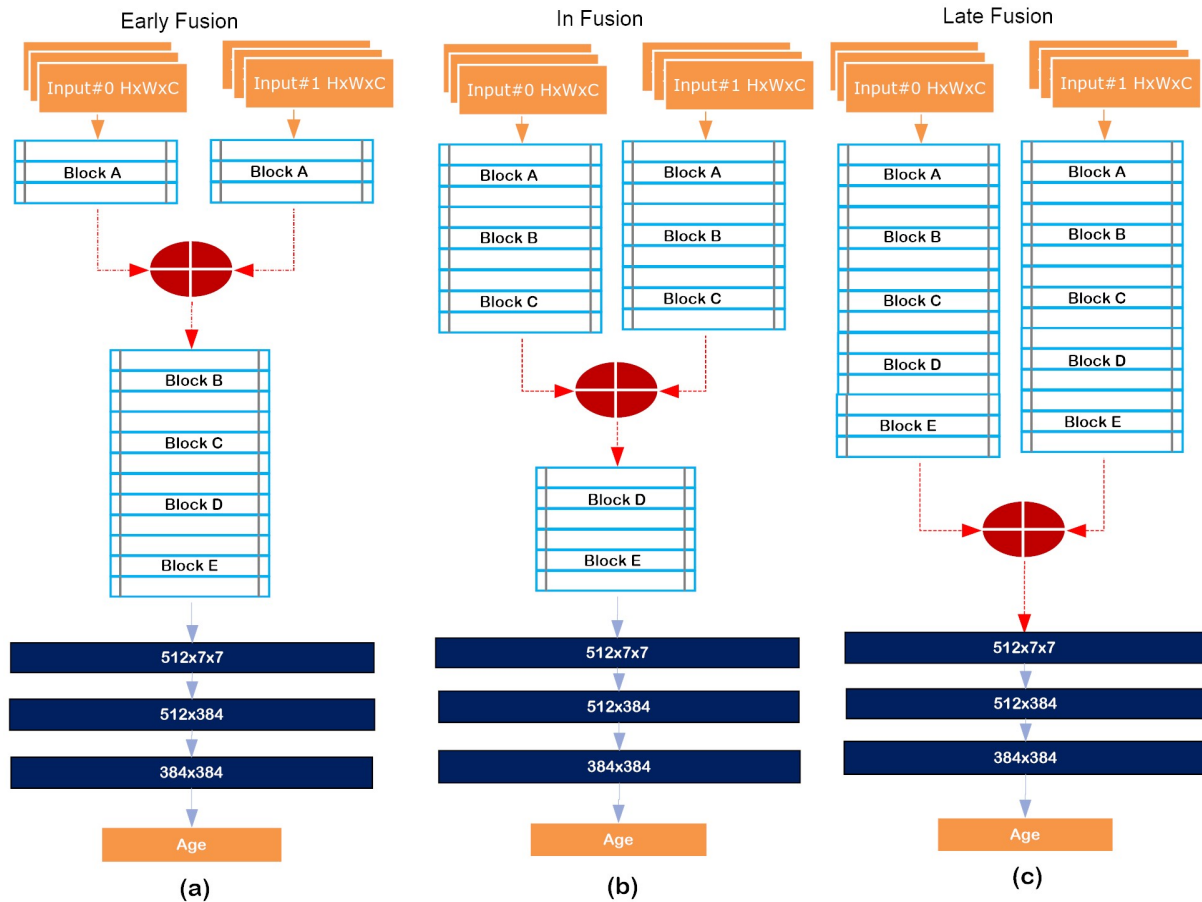 Early Fusion
Input#0 HxWxC
Input#1 HxWxC
Block A
Block A
Block B
Block C
Block D
Block E
512x7x7
512x384
384x384
Age
(a)
In Fusion
Input#0 HxWxC
Input#1 HxWxC
Block A
Block B
Block C
Block A
Block B
Block C
Block D
Block E
512x7x7
512x384
384x384
Age
(b)
Late Fusion
Input#0 HxWxC
Input#1 HxWxC
Block A
Block B
Block C
Block D
Block E
Block A
Block B
Block C
Block D
Block E
512x7x7
512x384
384x384
Age
(c)